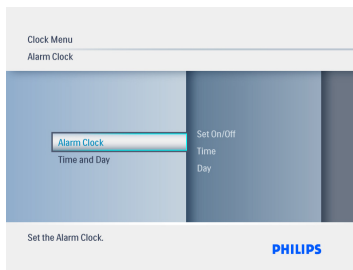 Clock Menu
Alarm Clock
Alarm Clock
Time and Day
Set On/Off
Time
Day
Set the Alarm Clock.
PHILIPS